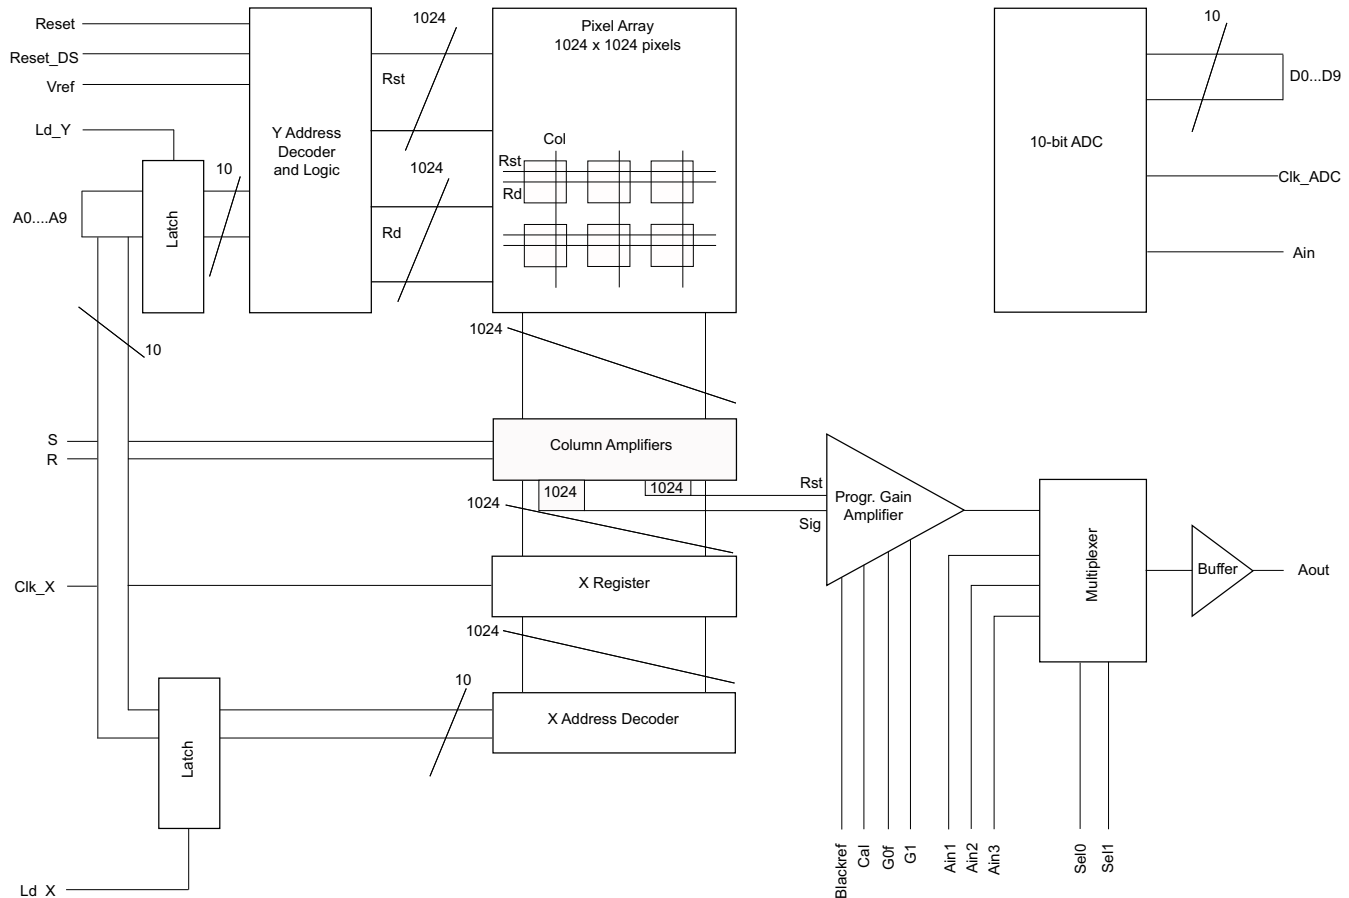 Reset
Reset_DS
Vref
Ld_Y
A0....A9
Latch
10
10
Y Address
Decoder
and Logic
1024
Rst
1024
Rd
Pixel Array
1024 x 1024 pixels
Col
Rst
Rd
10-bit ADC
10
D0...D9
Clk_ADC
Ain
1024
S
R
Column Amplifiers
1024
1024
1024
Rst
Sig
Progr. Gain
Amplifier
Multiplexer
Buffer
Aout
Clk_X
X Register
1024
10
X Address Decoder
Latch
Ld_X
Blackref
Cal
G0f
G1
Ain1
Ain2
Ain3
Sel0
Sel1